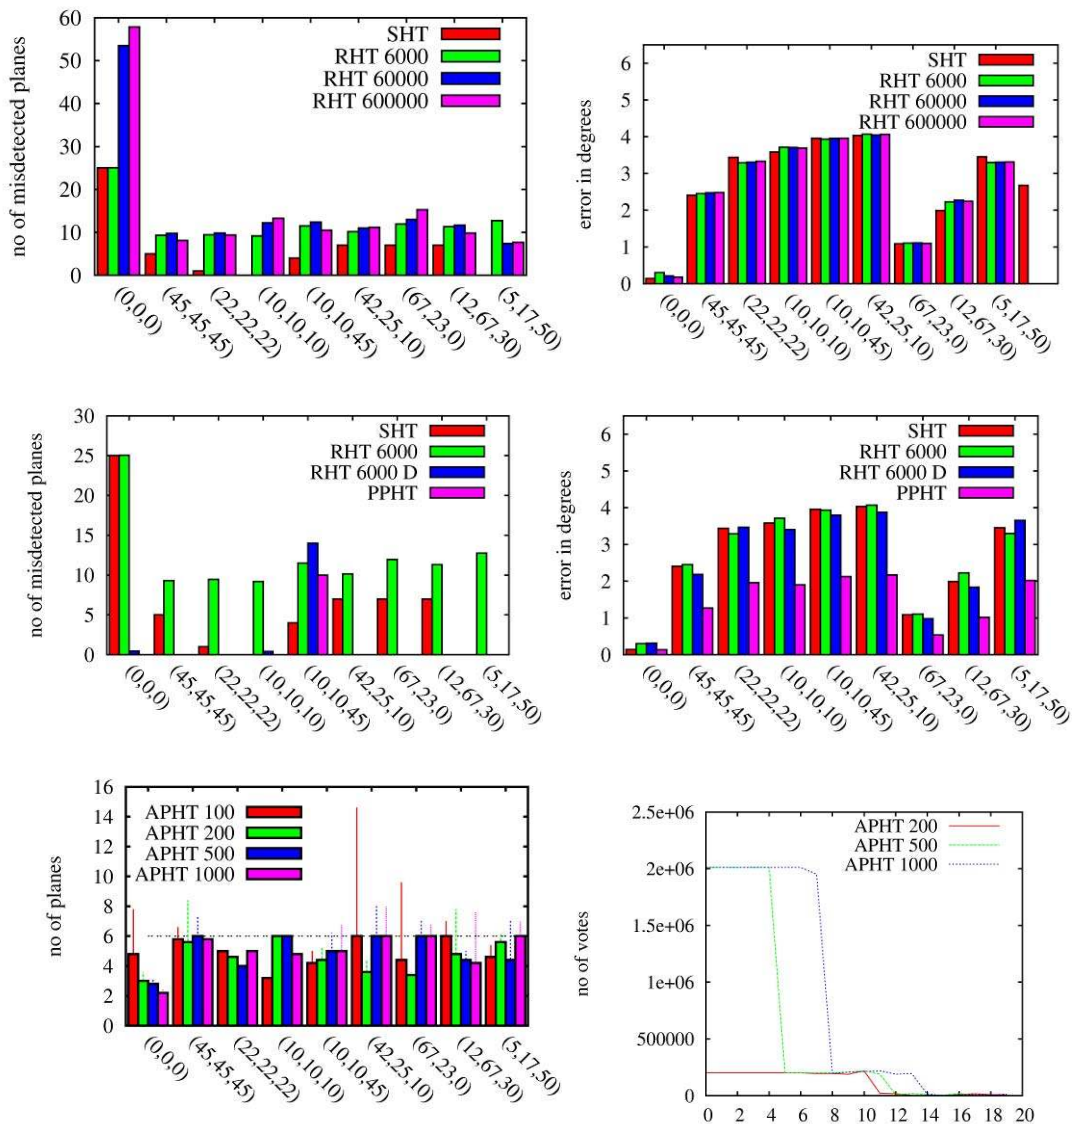 no of misdetected planes
60
50
40
30
20
10
0
SHT
RHT 6000
RHT 60000
RHT 600000
(0,0,0)
(45,45,45)
(22,22,22)
(10,10,10)
(10,10,45)
(42,25,10)
(67,23,0)
(12,67,30)
(5,17,50)
error in degrees
6
5
4
3
2
1
0
SHT
RHT 6000
RHT 60000
RHT 600000
(0,0,0)
(45,45,45)
(22,22,22)
(10,10,10)
(10,10,45)
(42,25,10)
(67,23,0)
(12,67,30)
(5,17,50)
no of misdetected planes
30
25
20
15
10
5
0
SHT
RHT 6000
RHT 6000 D
PPHT
(0,0,0)
(45,45,45)
(22,22,22)
(10,10,10)
(10,10,45)
(42,25,10)
(67,23,0)
(12,67,30)
(5,17,50)
error in degrees
6
5
4
3
2
1
0
SHT
RHT 6000
RHT 6000 D
PPHT
(0,0,0)
(45,45,45)
(22,22,22)
(10,10,10)
(10,10,45)
(42,25,10)
(67,23,0)
(12,67,30)
(5,17,50)
no of planes
16
14
12
10
8
6
4
2
0
APHT 100
APHT 200
APHT 500
APHT 1000
(0,0,0)
(45,45,45)
(22,22,22)
(10,10,10)
(10,10,45)
(42,25,10)
(67,23,0)
(12,67,30)
(5,17,50)
no of votes
2.5e+06
2e+06
1.5e+06
1e+06
500000
0
APHT 200
APHT 500
APHT 1000
0 2 4 6 8 10 12 14 16 18 20